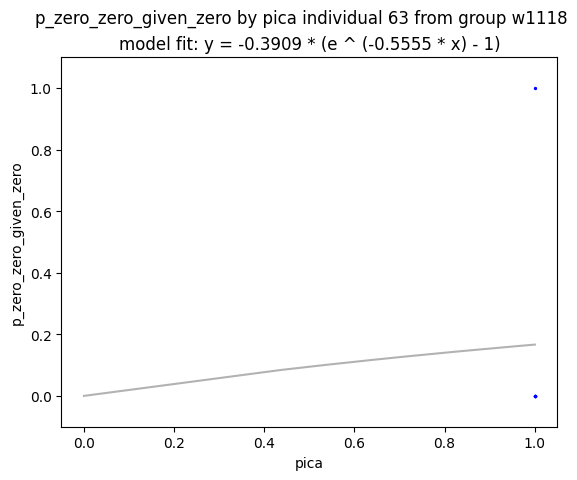 p_zero_zero_given_zero by pica individual 63 from group w1118
model fit: y = -0.3909 * (e ^ (-0.5555 * x) - 1)
p_zero_zero_given_zero
1.0
0.8
0.6
0.4
0.2
0.0
0.0 0.2 0.4 0.6 0.8 1.0
pica